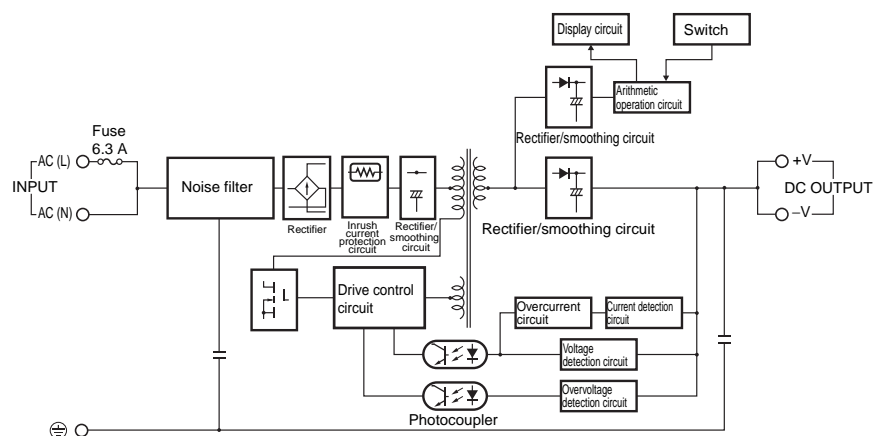 Display circuit
Switch
Arithmetic
operation circuit
Rectifier/smoothing circuit
Fuse
6.3 A
AC (L)
INPUT
AC (N)
Noise filter
Rectifier
Inrush
current
protection
circuit
Rectifier/
smoothing
circuit
Rectifier/smoothing circuit
+V
DC OUTPUT
–V
Drive control
circuit
Overcurrent
circuit
Current detection
circuit
Voltage
detection circuit
Overvoltage
detection circuit
Photocoupler